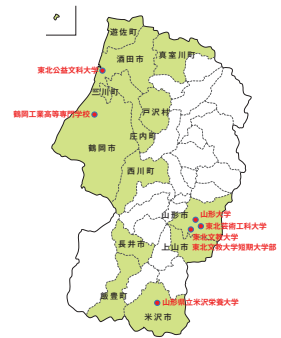 遊佐町
酒田市
真室川町
東北公益文科大学
三川町
戸沢村
鶴岡工業高等専門学校
庄内町
鶴岡市
西川町
山形市
山形大学
東北芸術工科大学
東北文教大学
東北文教大学短期大学部
長井市
上山市
飯豊町
山形県立米沢栄養大学
米沢市